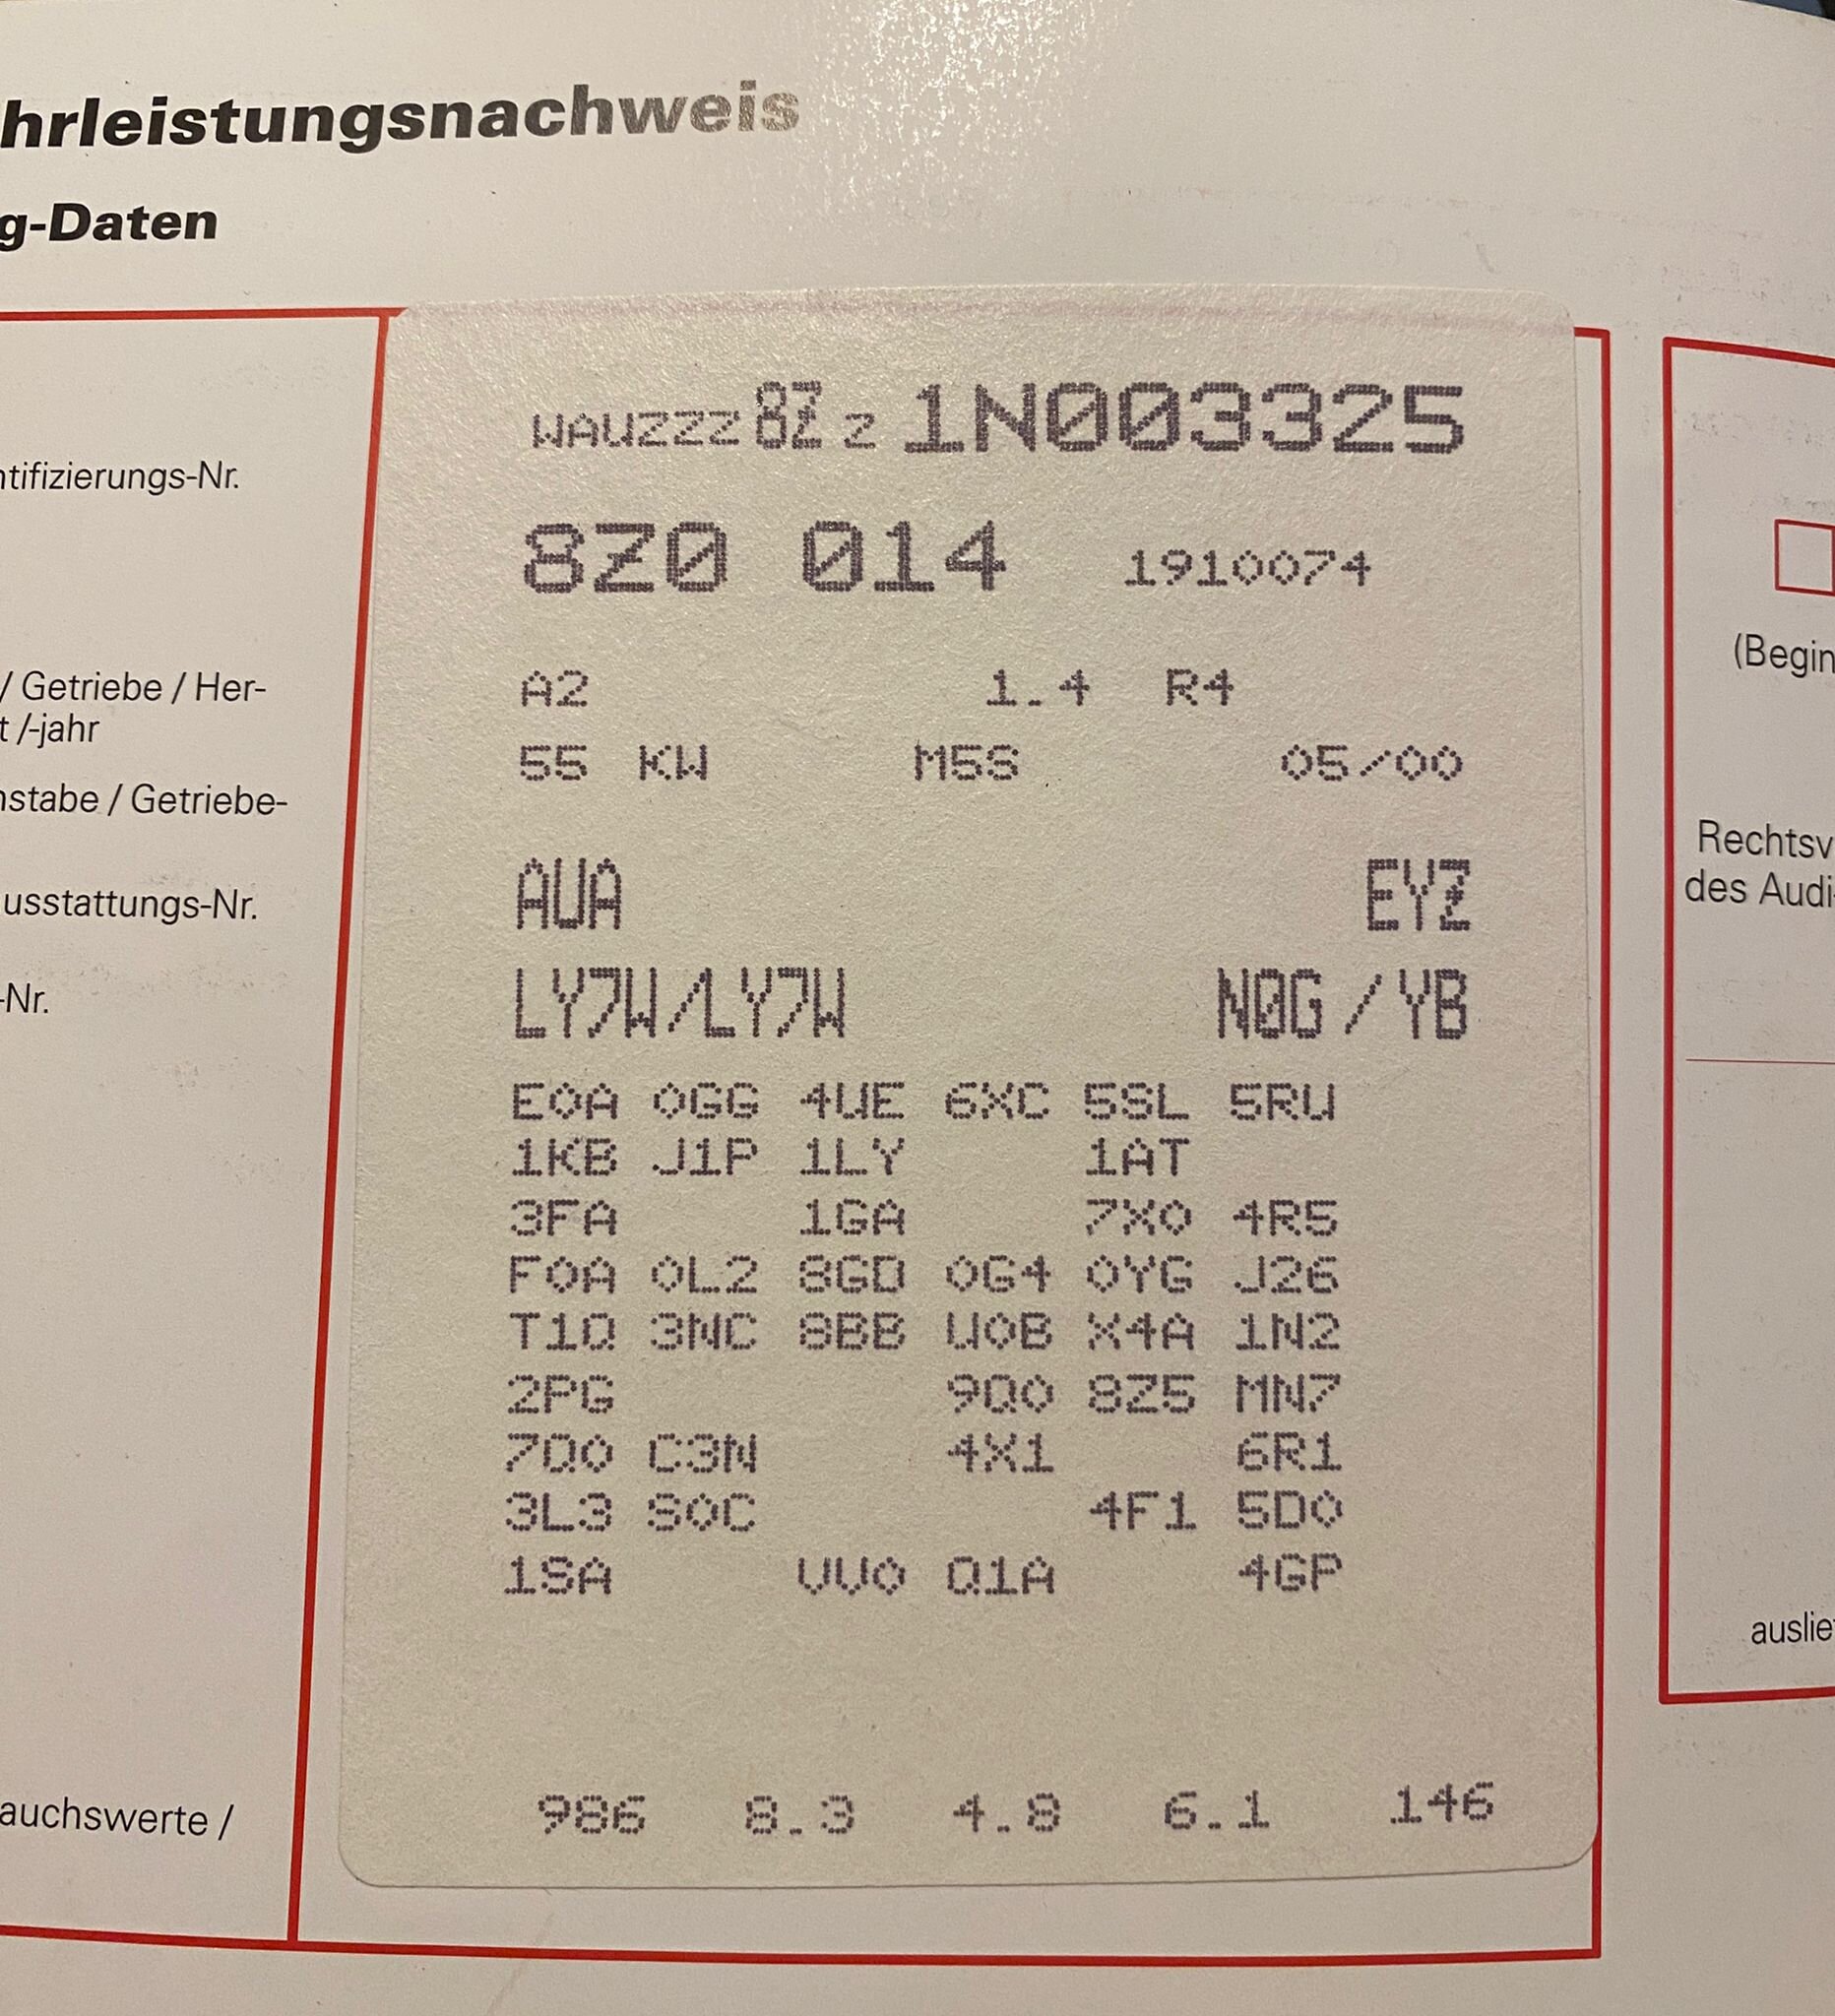 hrleistungsnachweis
g-Daten
WAUZZZ8ZZ1N003325
ntifizierungs-Nr.
8Z0 014 1910074
/ Getriebe / Her-
t /-jahr
A2 1.4 R4
55 KW M5S 05/00
nstabe / Getriebe-
AUA EYZ
usstattungs-Nr.
LY7W/LY7W N0G / YB
-Nr.
E0A 0GG 4UE 6XC 5SL 5RU
1KB J1P 1LY 1AT
3FA 1GA 7X0 4R5
F0A 0L2 8GD 0G4 0YG J26
T1Q 3NC 8BB U0B X4A 1N2
2PG 9Q0 8Z5 MN7
7Q0 C3N 4X1 6R1
3L3 S0C 4F1 5D0
1SA VV0 Q1A 4GP
auchswerte /
986 8.3 4.8 6.1 146
(Begin
Rechtsv
des Audi-
auslie